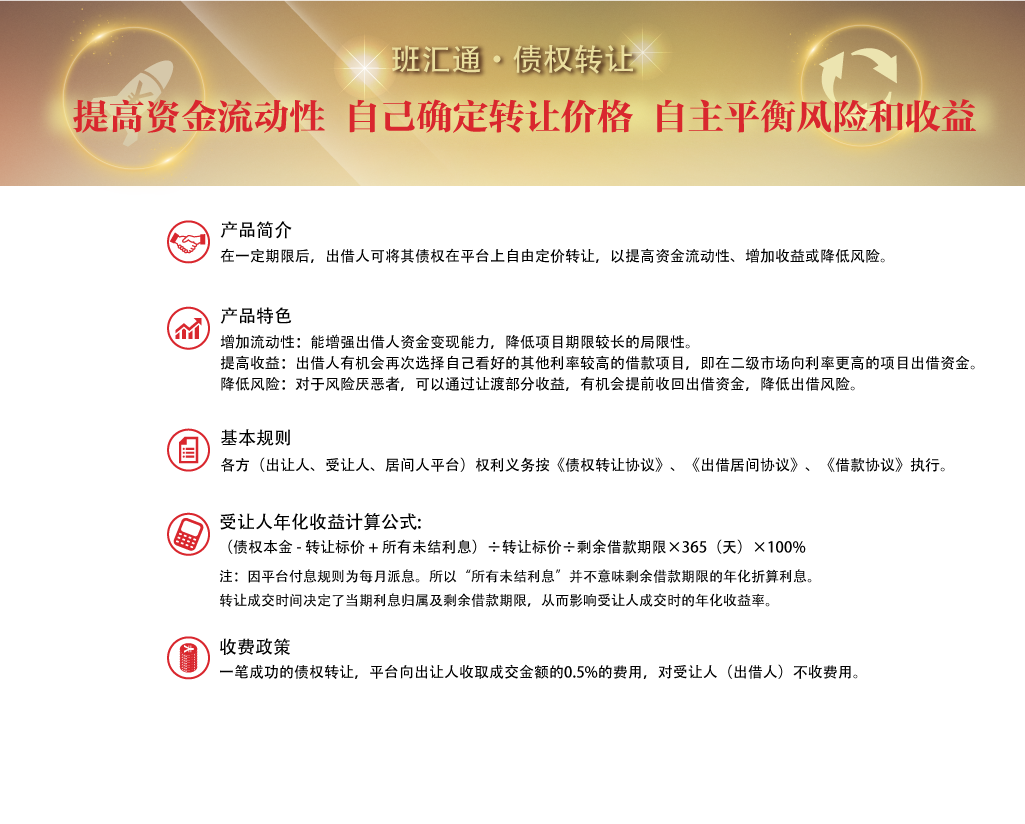 班汇通·债权转让
提高资金流动性 自己确定转让价格 自主平衡风险和收益
产品简介
在一定期限后，出借人可将其债权在平台上自由定价转让，以提高资金流动性、增加收益或降低风险。
产品特色
增加流动性：能增强出借人资金变现能力，降低项目期限较长的局限性。
提高收益：出借人有机会再次选择自己看好的其他利率较高的借款项目，即在二级市场向利率更高的项目出借资金。
降低风险：对于风险厌恶者，可以通过让渡部分收益，有机会提前收回出借资金，降低出借风险。
基本规则
各方（出让人、受让人、居间人平台）权利义务按《债权转让协议》、《出借居间协议》、《借款协议》执行。
受让人年化收益计算公式:
（债权本金 - 转让标价 + 所有未结利息）÷转让标价÷剩余借款期限×365（天）×100%
注：因平台付息规则为每月派息。所以“所有未结利息”并不意味剩余借款期限的年化折算利息。
转让成交时间决定了当期利息归属及剩余借款期限，从而影响受让人成交时的年化收益率。
收费政策
一笔成功的债权转让，平台向出让人收取成交金额的0.5%的费用，对受让人（出借人）不收费用。